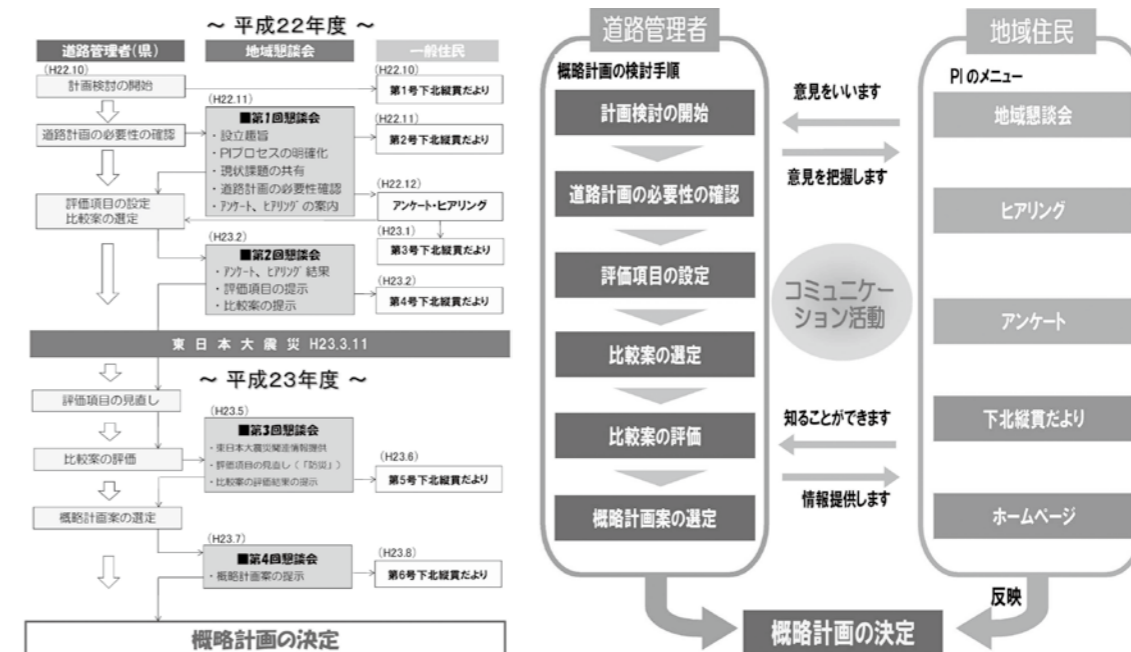 ～ 平成22年度 ～
道路管理者(県)
地域懇談会
一般住民
(H22.10)
計画検討の開始
(H22.10)
第1号下北縦貫だより
(H22.11)
■第1回懇談会
・設立趣旨
・PIプロセスの明確化
・現状課題の共有
・道路計画の必要性確認
・アンケート、ヒアリングの案内
道路計画の必要性の確認
(H22.11)
第2号下北縦貫だより
(H22.12)
アンケート・ヒアリング
評価項目の設定
比較案の選定
(H23.1)
第3号下北縦貫だより
(H23.2)
■第2回懇談会
・アンケート、ヒアリング結果
・評価項目の提示
・比較案の提示
(H23.2)
第4号下北縦貫だより
東日本大震災 H23.3.11
～ 平成23年度 ～
評価項目の見直し
(H23.5)
■第3回懇談会
・東日本大震災関連情報提供
・評価項目の見直し(「防災」)
・比較案の評価結果の提示
比較案の評価
(H23.6)
第5号下北縦貫だより
概略計画案の選定
(H23.7)
■第4回懇談会
・概略計画案の提示
(H23.8)
第6号下北縦貫だより
概略計画の決定
道路管理者
概略計画の検討手順
計画検討の開始
道路計画の必要性の確認
評価項目の設定
比較案の選定
比較案の評価
概略計画案の選定
意見をいいます
意見を把握します
コミュニケー
ション活動
知ることができます
情報提供します
地域住民
PIのメニュー
地域懇談会
ヒアリング
アンケート
下北縦貫だより
ホームページ
反映
概略計画の決定